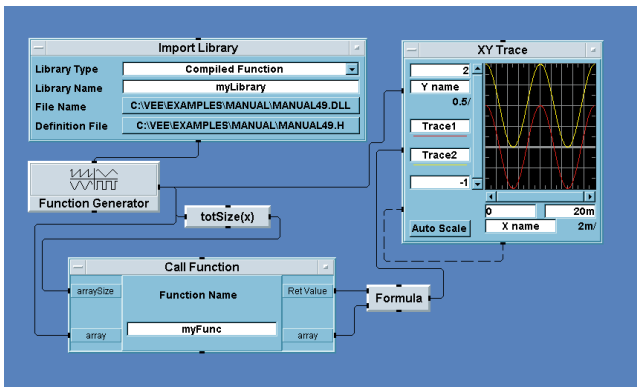 Import Library
Library Type Compiled Function
Library Name myLibrary
File Name C:\VEE\EXAMPLES\MANUAL\MANUAL49.DLL
Definition File C:\VEE\EXAMPLES\MANUAL\MANUAL49.H
XY Trace
2
Y name
0.5/
Trace1
Trace2
-1
0 20m
Auto Scale X name 2m/
Function Generator
totSize(x)
Call Function
arraySize Function Name Ret Value
myFunc
array array
Formula